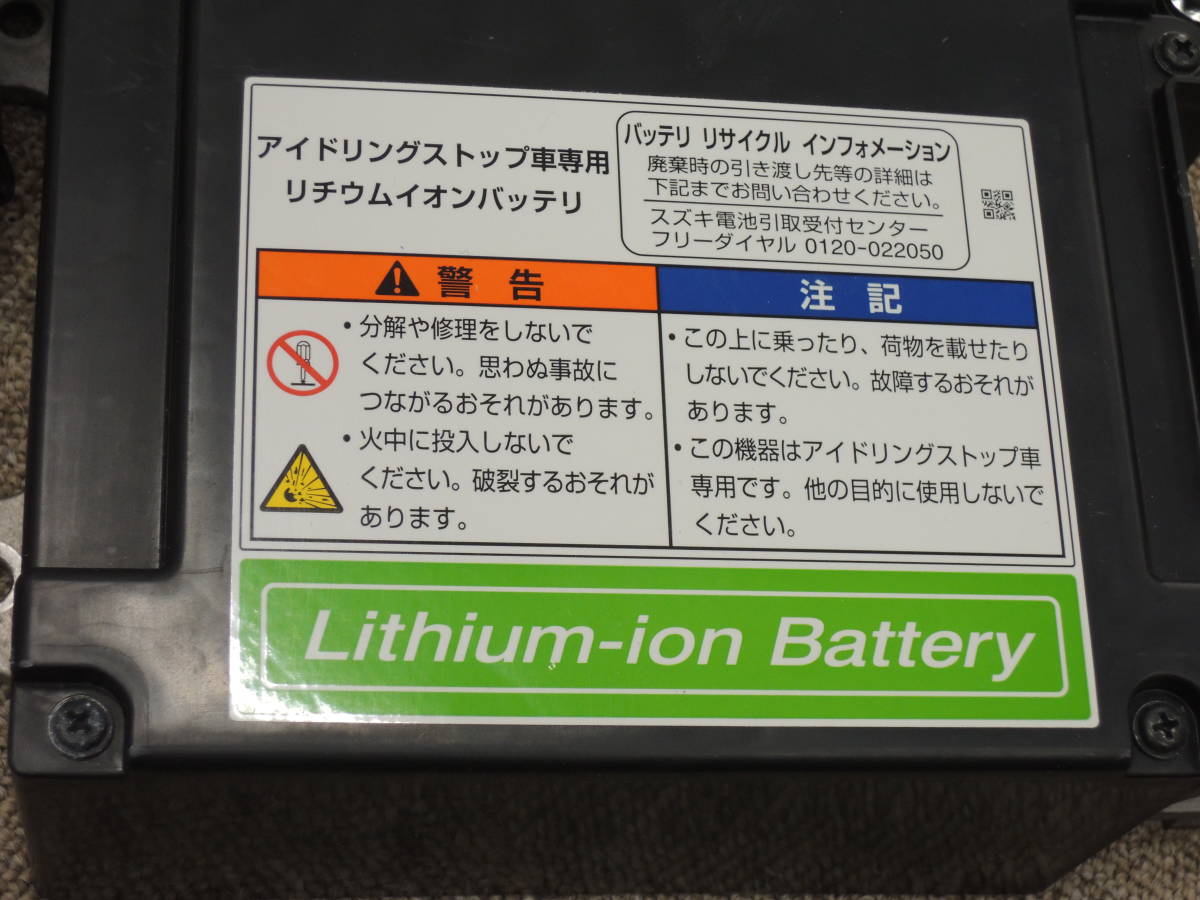 アイドリングストップ車専用
リチウムイオンバッテリ
バッテリ リサイクル インフォメーション
廃棄時の引き渡し先等の詳細は
下記までお問い合わせください。
スズキ電池引取受付センター
フリーダイヤル 0120-022050
警告
・分解や修理をしないで
ください。思わぬ事故に
つながるおそれがあります。
・火中に投入しないで
ください。破裂するおそれが
あります。
注記
・この上に乗ったり、荷物を載せたり
しないでください。故障するおそれが
あります。
・この機器はアイドリングストップ車
専用です。他の目的に使用しないで
ください。
Lithium-ion Battery